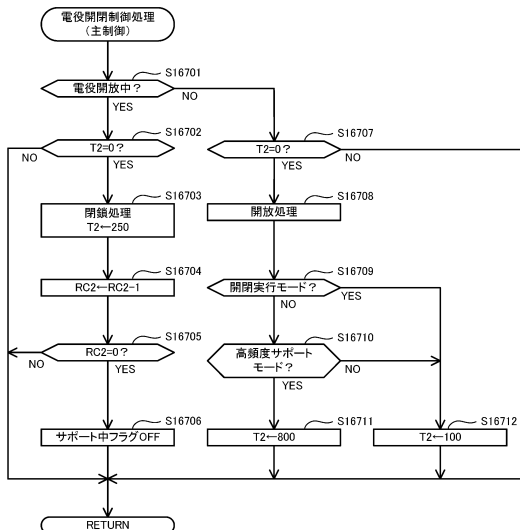 電役開閉制御処理
(主制御)
S16701
電役開放中?
NO
YES
S16702
T2=0?
NO
YES
S16707
T2=0?
NO
YES
S16703
閉鎖処理
T2←250
S16708
開放処理
S16704
RC2←RC2-1
S16709
開閉実行モード?
YES
NO
S16705
RC2=0?
NO
YES
S16710
高頻度サポート
モード?
NO
YES
S16706
サポート中フラグOFF
S16711
T2←800
S16712
T2←100
RETURN